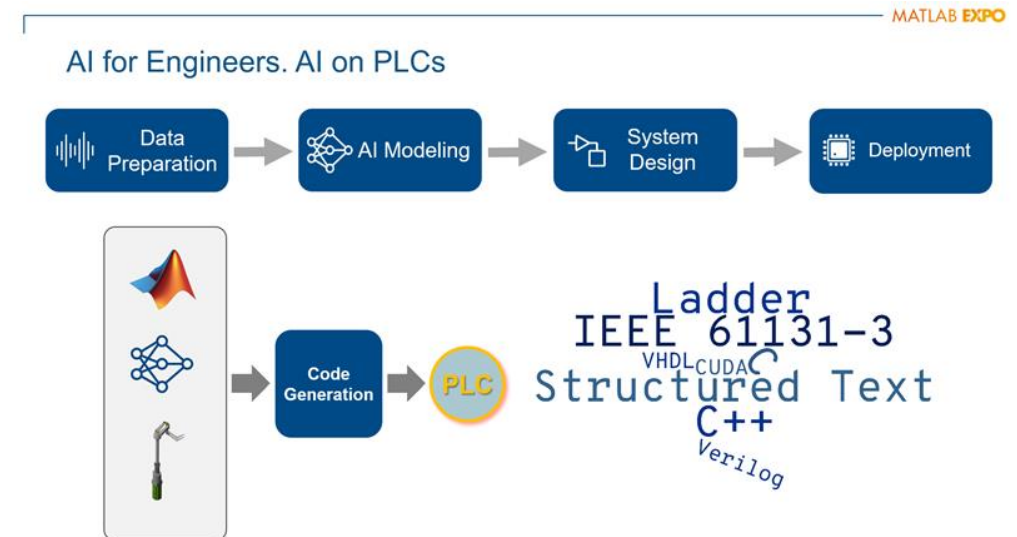 MATLAB EXPO
AI for Engineers. AI on PLCs
Data
Preparation
AI Modeling
System
Design
Deployment
Code
Generation
PLC
Ladder
IEEE 61131-3
VHDL CUDA C
Structured Text
C++
Verilog